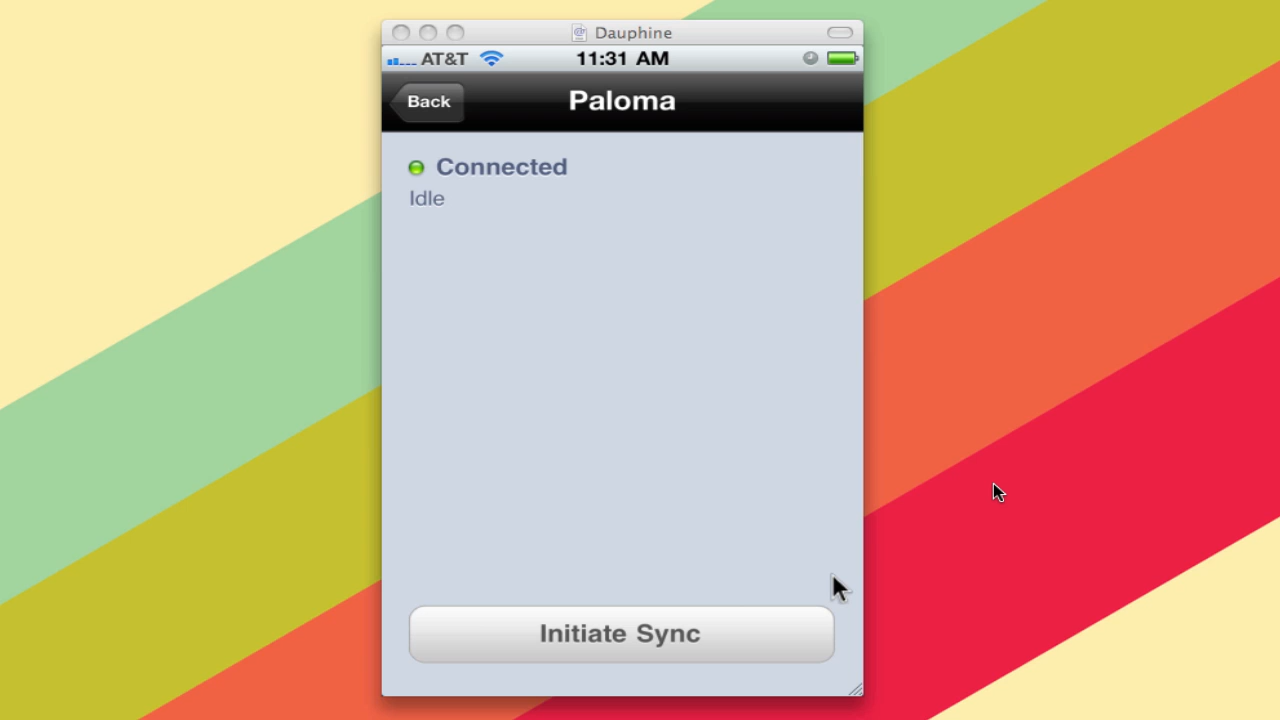 Dauphine
AT&T 11:31 AM
Back Paloma
Connected
Idle
Initiate Sync